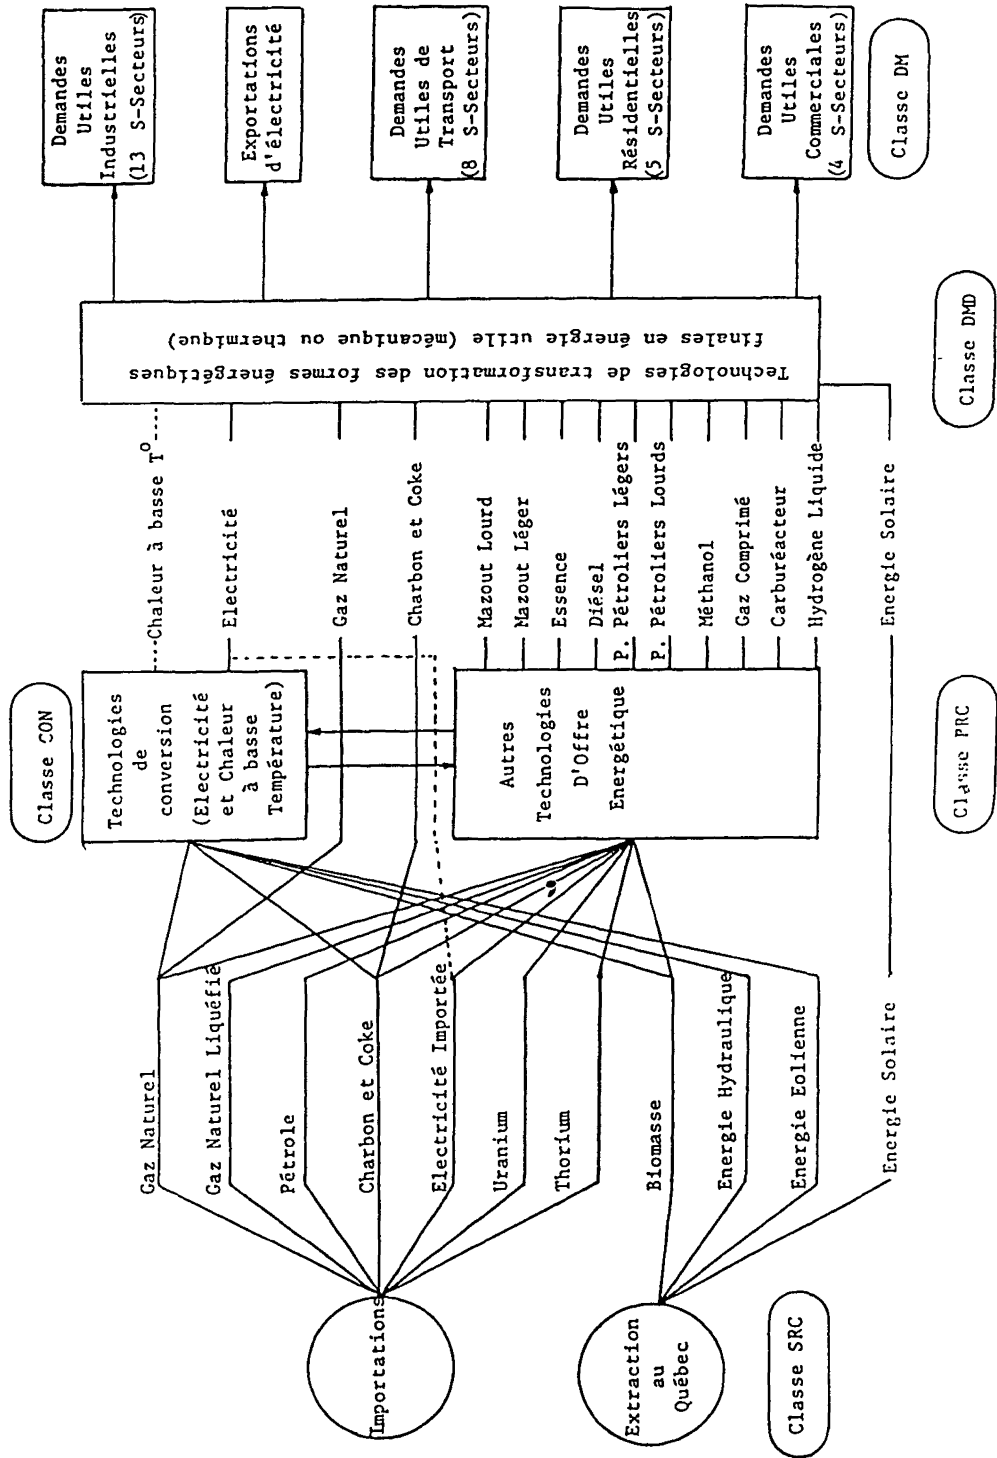 Importations
Extraction
au
Québec
Classe SRC
Gaz Naturel
Gaz Naturel Liquéfié
Pétrole
Charbon et Coke
Electricité Importée
Uranium
Thorium
Biomasse
Energie Hydraulique
Energie Eolienne
Energie Solaire
Classe CON
Technologies
de
conversion
(Electricité
et Chaleur
à basse
Température)
Autres
Technologies
D'Offre
Energétique
Classe PRC
Chaleur à basse T°
Electricité
Gaz Naturel
Charbon et Coke
Mazout Lourd
Mazout Léger
Essence
Diésel
P. Pétroliers Légers
P. Pétroliers Lourds
Méthanol
Gaz Comprimé
Carburéacteur
Hydrogène Liquide
Energie Solaire
Technologies de transformation des formes énergétiques
finales en énergie utile (mécanique ou thermique)
Classe DMD
Demandes
Utiles
Industrielles
(13 S-Secteurs)
Exportations
d'électricité
Demandes
Utiles de
Transport
(8 S-Secteurs)
Demandes
Utiles
Résidentielles
(5 S-Secteurs)
Demandes
Utiles
Commerciales
(4 S-Secteurs)
Classe DM